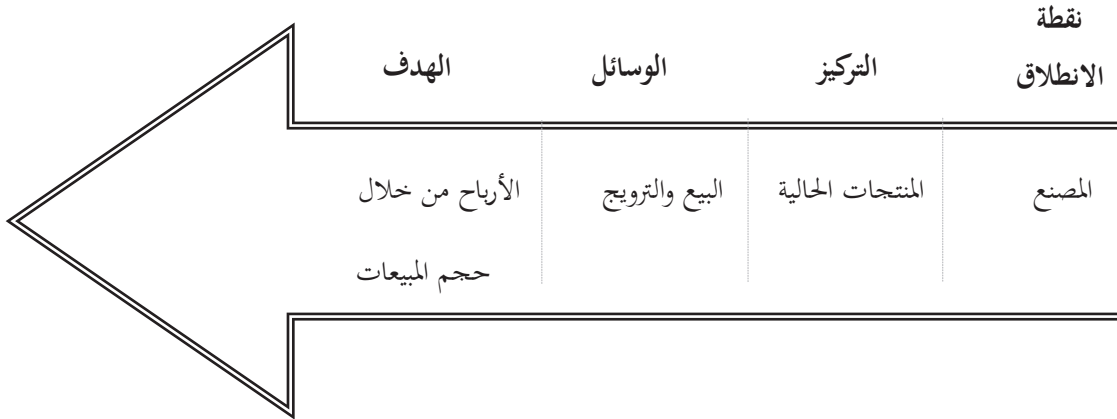 نقطة
الانطلاق
التركيز
الوسائل
الهدف
المصنع
المنتجات الحالية
البيع والترويج
الأرباح من خلال
حجم المبيعات